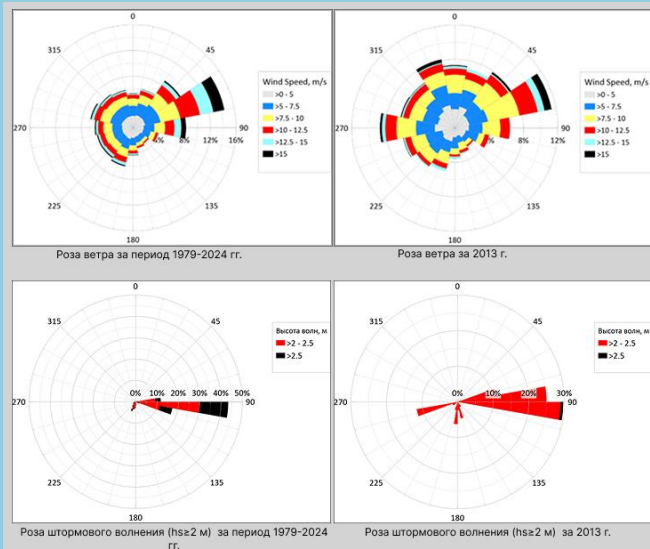 0
315
45
270
90
4%
8%
12%
16%
225
135
180
Wind Speed, m/s
>0 - 5
>5 - 7.5
>7.5 - 10
>10 - 12.5
>12.5 - 15
>15
Роза ветра за период 1979-2024 гг.
0
315
45
270
90
4%
8%
12%
225
135
180
Wind Speed, m/s
>0 - 5
>5 - 7.5
>7.5 - 10
>10 - 12.5
>12.5 - 15
>15
Роза ветра за 2013 г.
0
315
45
270
0% 10% 20% 30% 40% 50%
90
225
135
180
Высота волн, м
>2 - 2.5
>2.5
Роза штормового волнения (hs≥2 м) за период 1979-2024
гг.
0
315
45
270
0% 10% 20% 30%
90
225
135
180
Высота волн, м
>2 - 2.5
>2.5
Роза штормового волнения (hs≥2 м) за 2013 г.